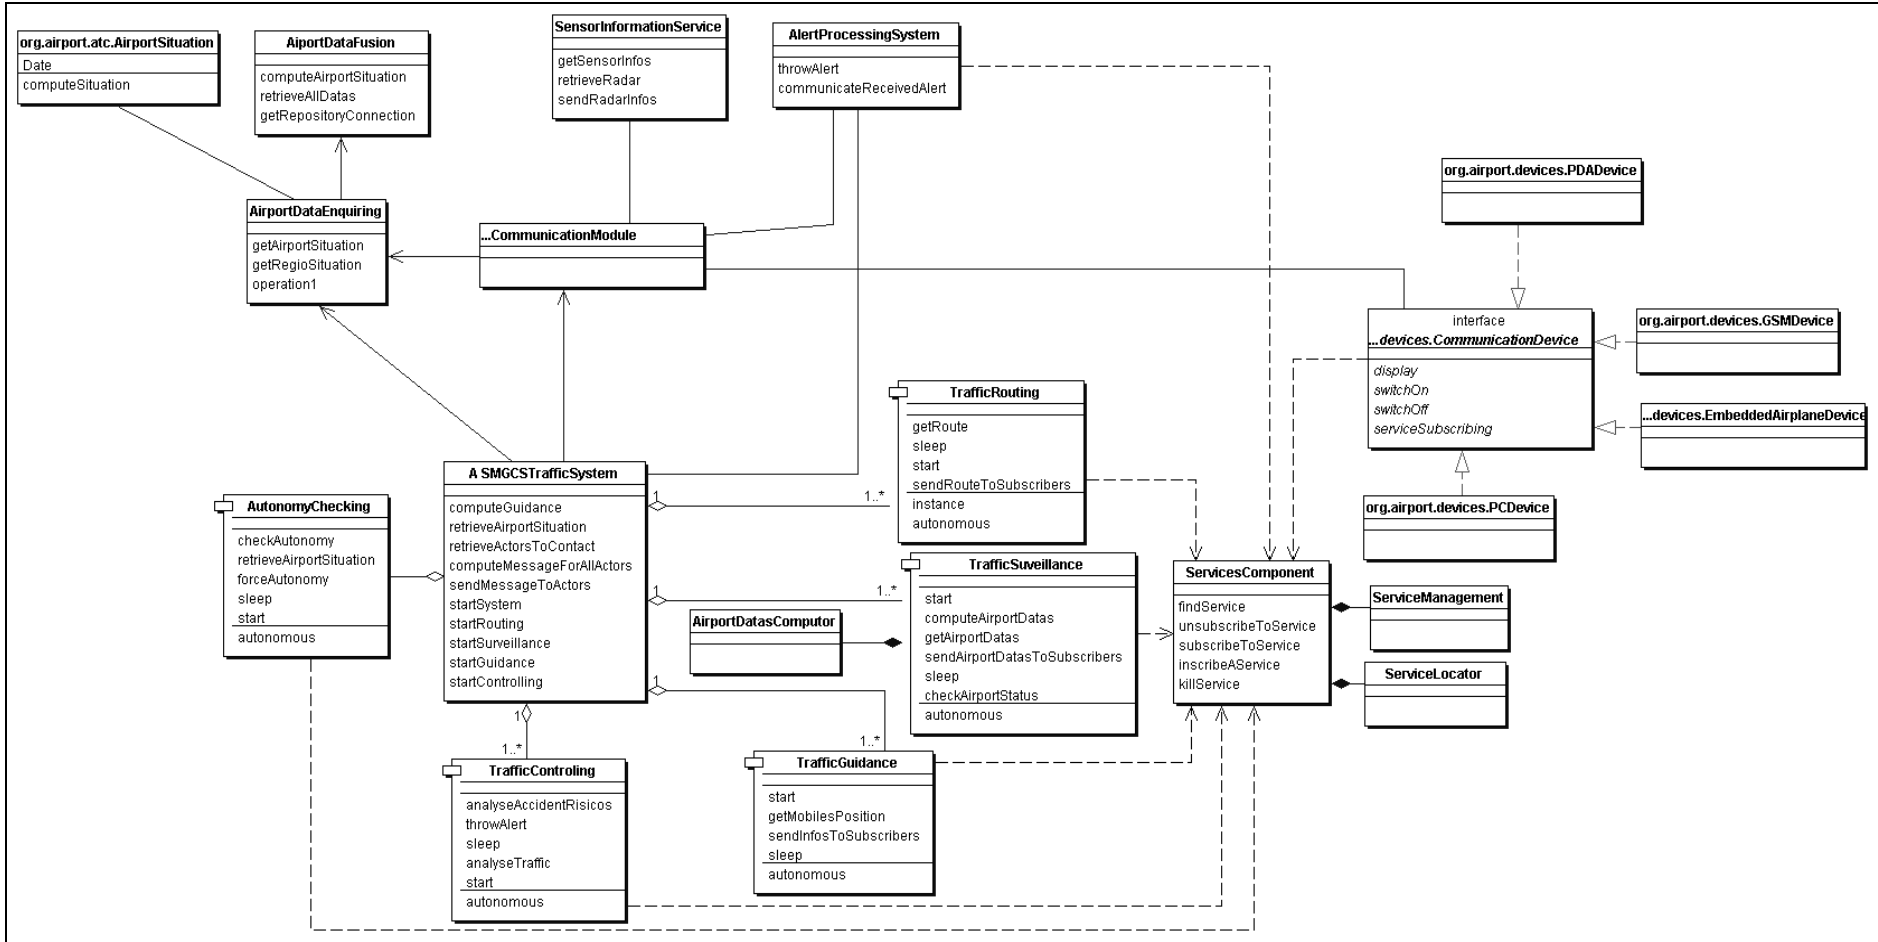 org.airport.atc.AirportSituation
Date
computeSituation
AiportDataFusion
computeAirportSituation
retrieveAllDatas
getRepositoryConnection
SensorInformationService
getSensorInfos
retrieveRadar
sendRadarInfos
AlertProcessingSystem
throwAlert
communicateReceivedAlert
org.airport.devices.PDADevice
AirportDataEnquiring
getAirportSituation
getRegioSituation
operation1
...CommunicationModule
interface
...devices.CommunicationDevice
display
switchOn
switchOff
serviceSubscribing
org.airport.devices.GSMDevice
...devices.EmbeddedAirplaneDevice
org.airport.devices.PCDevice
TrafficRouting
getRoute
sleep
start
sendRouteToSubscribers
instance
autonomous
A SMGCSTrafficSystem
computeGuidance
retrieveAirportSituation
retrieveActorsToContact
computeMessageForAllActors
sendMessageToActors
startSystem
startRouting
startSurveillance
startGuidance
startControlling
1
1..*
1
1..*
1
1..*
1
1..*
AutonomyChecking
checkAutonomy
retrieveAirportSituation
forceAutonomy
sleep
start
autonomous
TrafficSuveillance
start
computeAirportDatas
getAirportDatas
sendAirportDatasToSubscribers
sleep
checkAirportStatus
autonomous
AirportDatasComputor
ServicesComponent
findService
unsubscribeToService
subscribeToService
inscribeAService
killService
ServiceManagement
ServiceLocator
TrafficControling
analyseAccidentRisicos
throwAlert
sleep
analyseTraffic
start
autonomous
TrafficGuidance
start
getMobilesPosition
sendInfosToSubscribers
sleep
autonomous